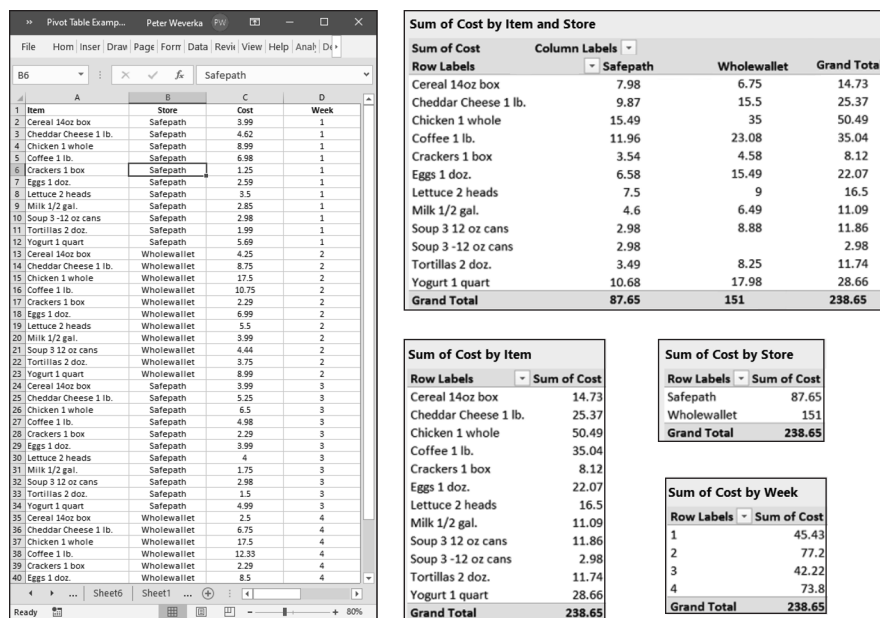 » Pivot Table Examp... Peter Weverka PW
File Hom Inser Draw Page Form Data Revie View Help Analy De
B6 fx Safepath
A B C D
1 Item Store Cost Week
2 Cereal 14oz box Safepath 3.99 1
3 Cheddar Cheese 1 lb. Safepath 4.62 1
4 Chicken 1 whole Safepath 8.99 1
5 Coffee 1 lb. Safepath 6.98 1
6 Crackers 1 box Safepath 1.25 1
7 Eggs 1 doz. Safepath 2.59 1
8 Lettuce 2 heads Safepath 3.5 1
9 Milk 1/2 gal. Safepath 2.85 1
10 Soup 3 -12 oz cans Safepath 2.98 1
11 Tortillas 2 doz. Safepath 1.99 1
12 Yogurt 1 quart Safepath 5.69 1
13 Cereal 14oz box Wholewallet 4.25 2
14 Cheddar Cheese 1 lb. Wholewallet 8.75 2
15 Chicken 1 whole Wholewallet 17.5 2
16 Coffee 1 lb. Wholewallet 10.75 2
17 Crackers 1 box Wholewallet 2.29 2
18 Eggs 1 doz. Wholewallet 6.99 2
19 Lettuce 2 heads Wholewallet 5.5 2
20 Milk 1/2 gal. Wholewallet 3.99 2
21 Soup 3 12 oz cans Wholewallet 4.44 2
22 Tortillas 2 doz. Wholewallet 3.75 2
23 Yogurt 1 quart Wholewallet 8.99 2
24 Cereal 14oz box Safepath 3.99 3
25 Cheddar Cheese 1 lb. Safepath 5.25 3
26 Chicken 1 whole Safepath 6.5 3
27 Coffee 1 lb. Safepath 4.98 3
28 Crackers 1 box Safepath 2.29 3
29 Eggs 1 doz. Safepath 3.99 3
30 Lettuce 2 heads Safepath 4 3
31 Milk 1/2 gal. Safepath 1.75 3
32 Soup 3 12 oz cans Safepath 2.98 3
33 Tortillas 2 doz. Safepath 1.5 3
34 Yogurt 1 quart Safepath 4.99 3
35 Cereal 14oz box Wholewallet 2.5 4
36 Cheddar Cheese 1 lb. Wholewallet 6.75 4
37 Chicken 1 whole Wholewallet 17.5 4
38 Coffee 1 lb. Wholewallet 12.33 4
39 Crackers 1 box Wholewallet 2.29 4
40 Eggs 1 doz. Wholewallet 8.5 4
... Sheet6 Sheet1 ...
Ready 80%
Sum of Cost by Item and Store
Sum of Cost Column Labels
Row Labels Safepath Wholewallet Grand Total
Cereal 14oz box 7.98 6.75 14.73
Cheddar Cheese 1 lb. 9.87 15.5 25.37
Chicken 1 whole 15.49 35 50.49
Coffee 1 lb. 11.96 23.08 35.04
Crackers 1 box 3.54 4.58 8.12
Eggs 1 doz. 6.58 15.49 22.07
Lettuce 2 heads 7.5 9 16.5
Milk 1/2 gal. 4.6 6.49 11.09
Soup 3 12 oz cans 2.98 8.88 11.86
Soup 3 -12 oz cans 2.98 2.98
Tortillas 2 doz. 3.49 8.25 11.74
Yogurt 1 quart 10.68 17.98 28.66
Grand Total 87.65 151 238.65
Sum of Cost by Item
Row Labels Sum of Cost
Cereal 14oz box 14.73
Cheddar Cheese 1 lb. 25.37
Chicken 1 whole 50.49
Coffee 1 lb. 35.04
Crackers 1 box 8.12
Eggs 1 doz. 22.07
Lettuce 2 heads 16.5
Milk 1/2 gal. 11.09
Soup 3 12 oz cans 11.86
Soup 3 -12 oz cans 2.98
Tortillas 2 doz. 11.74
Yogurt 1 quart 28.66
Grand Total 238.65
Sum of Cost by Store
Row Labels Sum of Cost
Safepath 87.65
Wholewallet 151
Grand Total 238.65
Sum of Cost by Week
Row Labels Sum of Cost
1 45.43
2 77.2
3 42.22
4 73.8
Grand Total 238.65